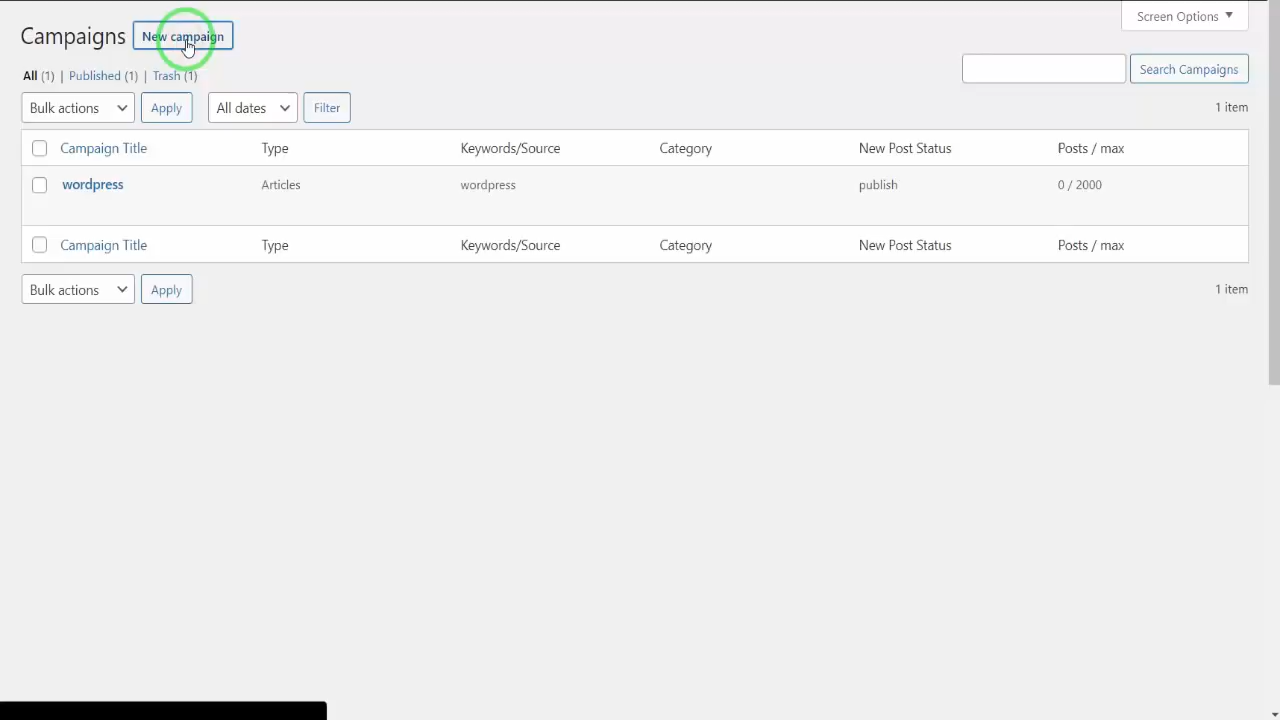 Screen Options
Campaigns New campaign
All (1) | Published (1) | Trash (1)
Search Campaigns
Bulk actions Apply All dates Filter 1 item
Campaign Title Type Keywords/Source Category New Post Status Posts / max
wordpress Articles wordpress publish 0 / 2000
Campaign Title Type Keywords/Source Category New Post Status Posts / max
Bulk actions Apply 1 item